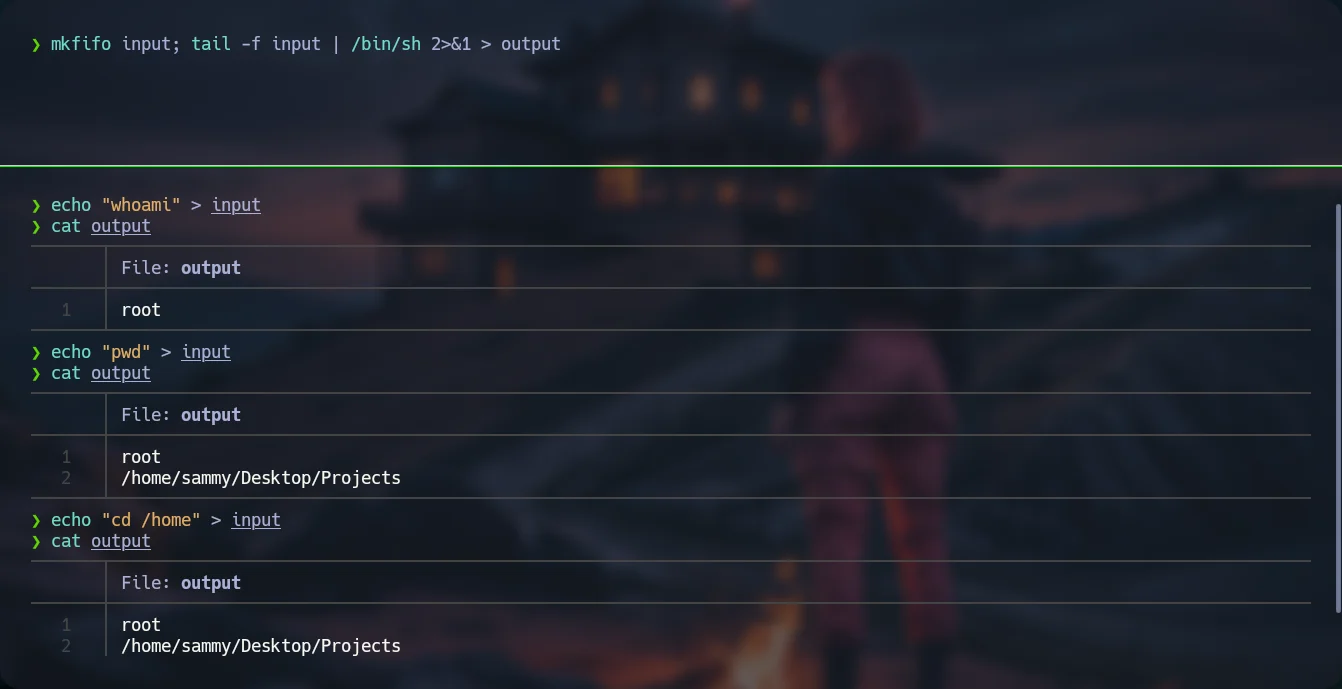 ❯ mkfifo input; tail -f input | /bin/sh 2>&1 > output
❯ echo "whoami" > input
❯ cat output
File: output
1 root
❯ echo "pwd" > input
❯ cat output
File: output
1 root
2 /home/sammy/Desktop/Projects
❯ echo "cd /home" > input
❯ cat output
File: output
1 root
2 /home/sammy/Desktop/Projects